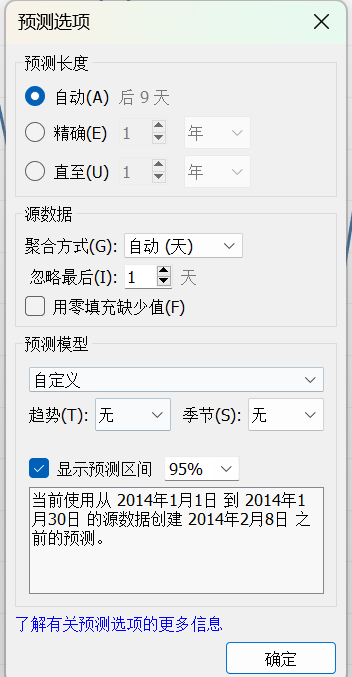 预测选项
预测长度
自动(A) 后 9 天
精确(E) 1 年
直至(U) 1 年
源数据
聚合方式(G): 自动 (天)
忽略最后(I): 1 天
用零填充缺少值(F)
预测模型
自定义
趋势(T): 无 季节(S): 无
显示预测区间 95%
当前使用从 2014年1月1日 到 2014年1
月30日 的源数据创建 2014年2月8日 之
前的预测。
了解有关预测选项的更多信息
确定